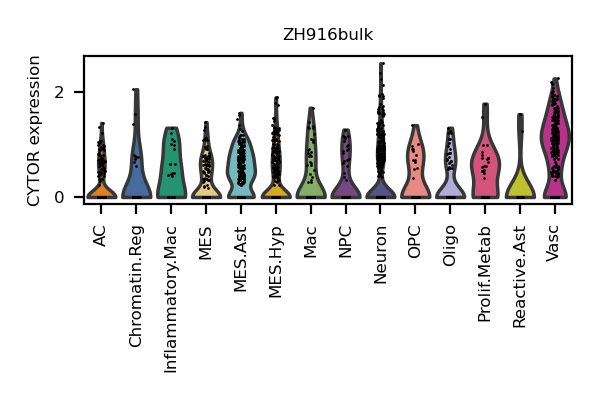 ZH916bulk
CYTOR expression
2
0
AC
Chromatin.Reg
Inflammatory.Mac
MES
MES.Ast
MES.Hyp
Mac
NPC
Neuron
OPC
Oligo
Prolif.Metab
Reactive.Ast
Vasc